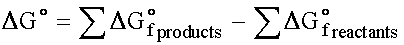 ΔG° = ∑ΔG°f products − ∑ΔG°f reactants